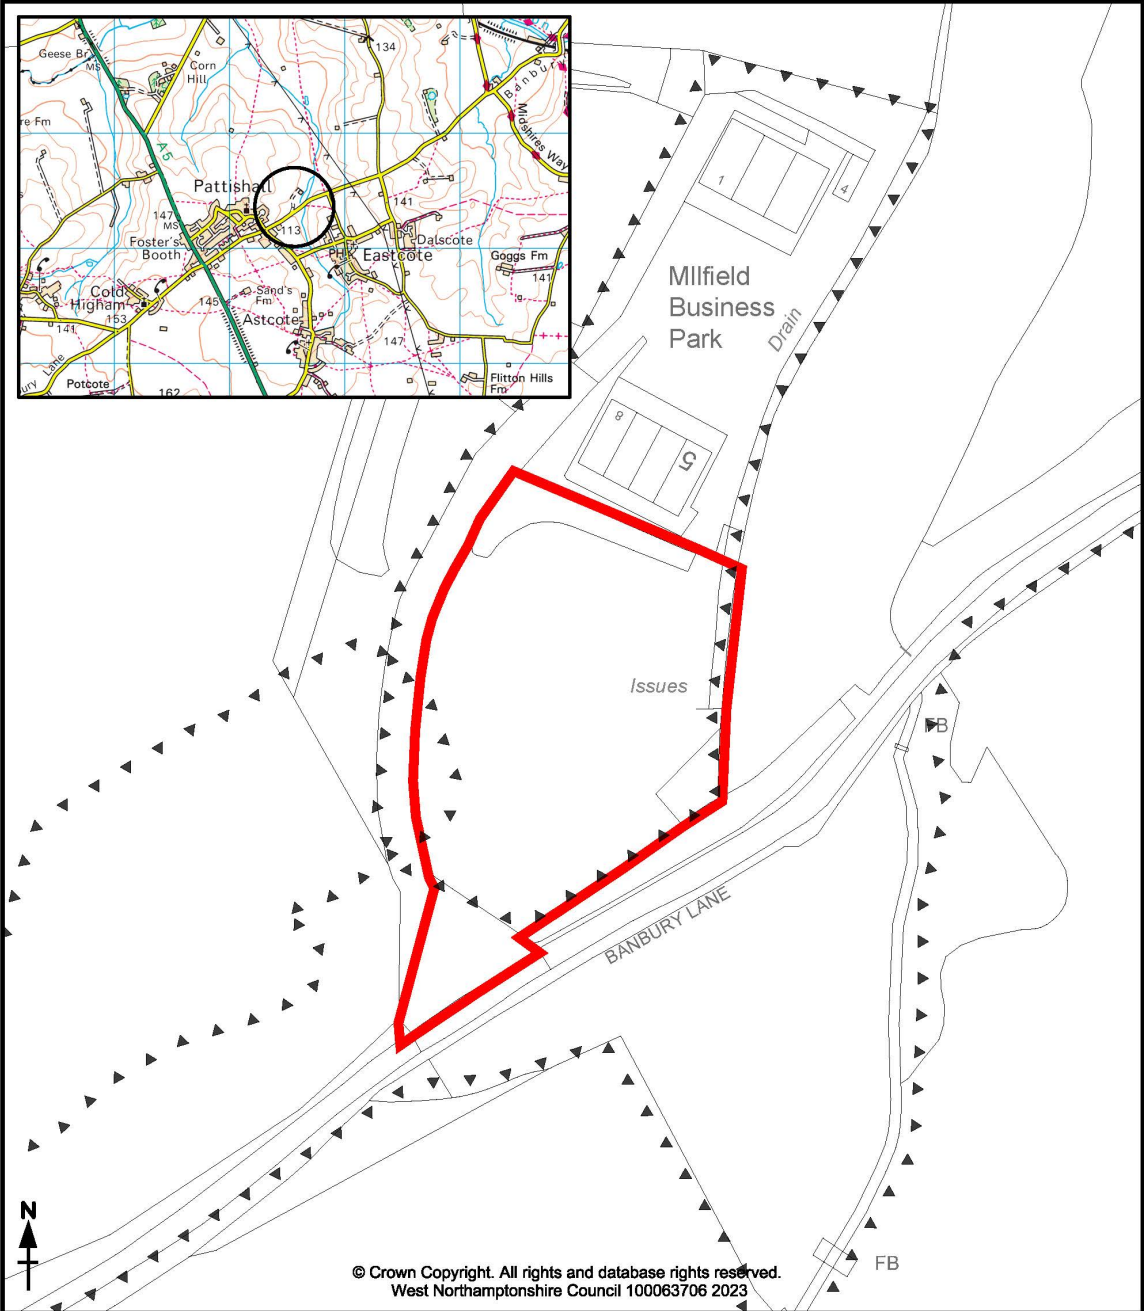 Geese Br
MS
Corn
Hill
134
Banbur
Midshires Way
re Fm
A5
Pattishall
147
MS
113
141
Foster's
Booth
PH
Eastcote
Dalscote
Goggs Fm
141
Cold
Higham
153
141
145
Sand's
Fm
Astcote
147
Lane
Potcote
162
Flitton Hills
Fm
1
4
MIllfield
Business
Park
Drain
8
5
Issues
FB
BANBURY LANE
FB
N
© Crown Copyright. All rights and database rights reserved.
West Northamptonshire Council 100063706 2023